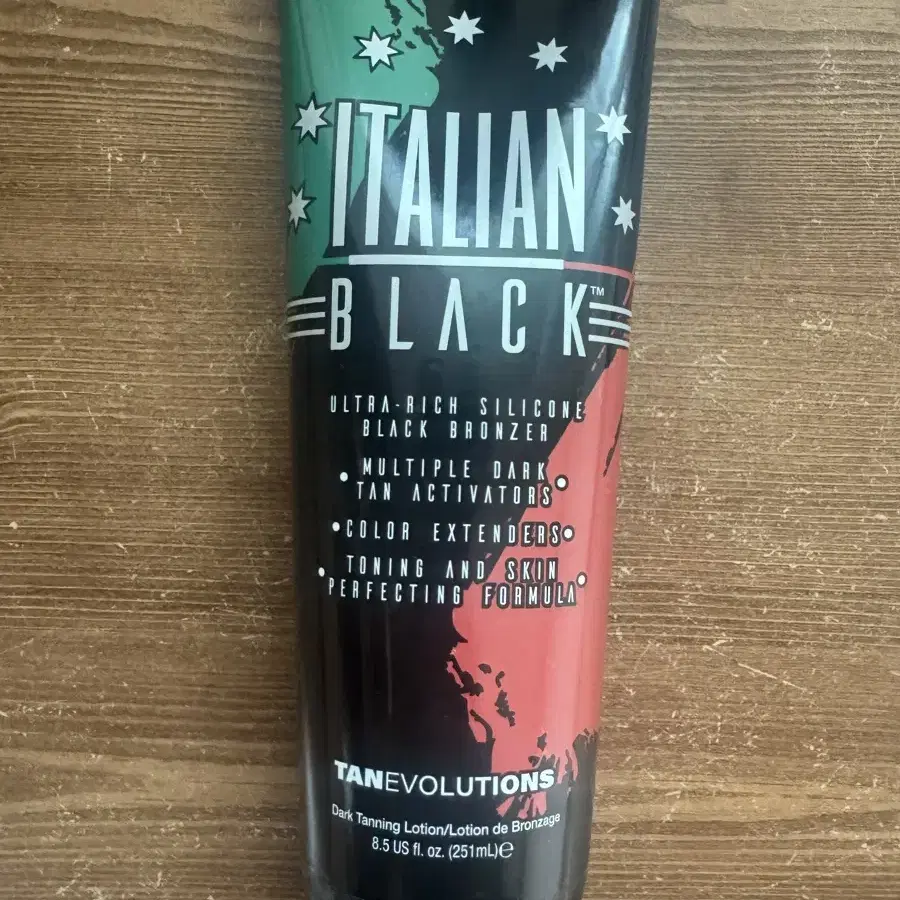 ITALIAN
BLACK™
ULTRA-RICH SILICONE
BLACK BRONZER
• MULTIPLE DARK •
TAN ACTIVATORS
•COLOR EXTENDERS•
• TONING AND SKIN •
PERFECTING FORMULA
TANEVOLUTIONS
Dark Tanning Lotion/Lotion de Bronzage
8.5 US fl. oz. (251mL)℮